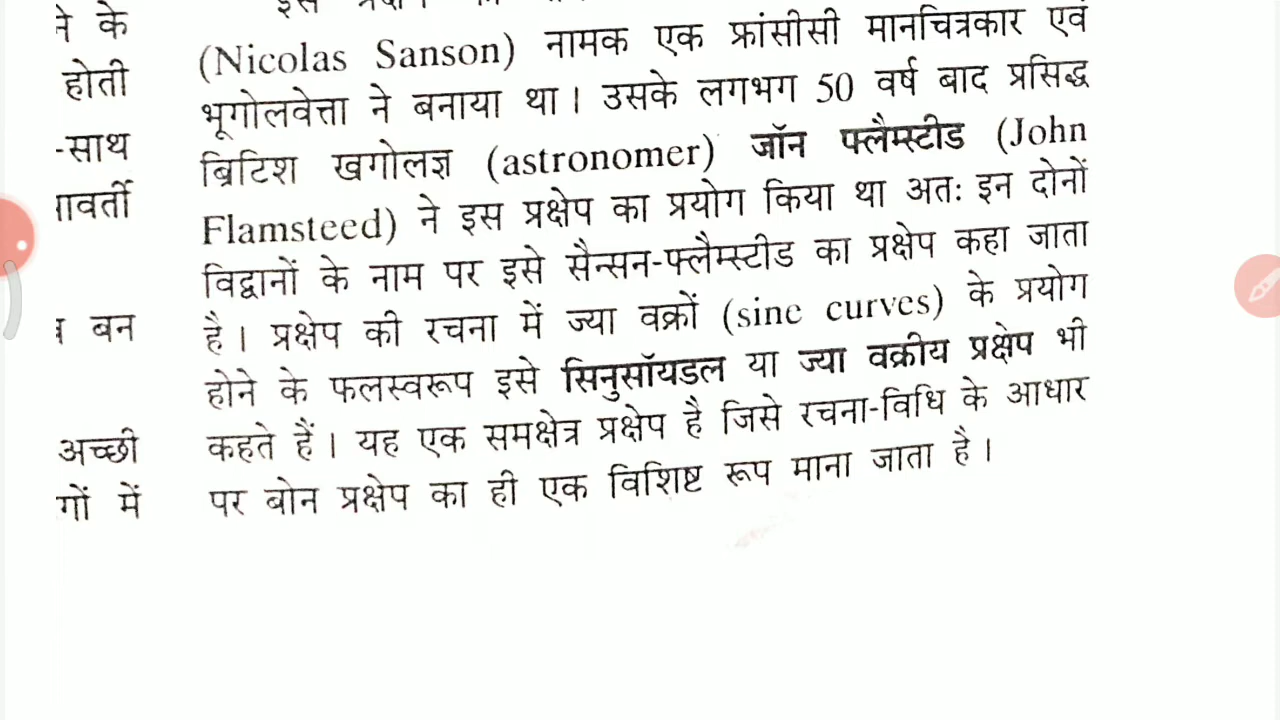 ने के
होती
-साथ
बन
अच्छी
गों में
(Nicolas Sanson) नामक एक फ्रांसीसी मानचित्रकार एवं
भूगोलवेत्ता ने बनाया था। उसके लगभग 50 वर्ष बाद प्रसिद्ध
ब्रिटिश खगोलज्ञ (astronomer) जॉन फ्लैम्स्टीड (John
Flamsteed) ने इस प्रक्षेप का प्रयोग किया था अतः इन दोनों
विद्वानों के नाम पर इसे सैन्सन-फ्लैम्स्टीड का प्रक्षेप कहा जाता
है। प्रक्षेप की रचना में ज्या वक्रों (sine curves) के प्रयोग
होने के फलस्वरूप इसे सिनुसॉयडल या ज्या वक्रीय प्रक्षेप भी
कहते हैं। यह एक समक्षेत्र प्रक्षेप है जिसे रचना-विधि के आधार
पर बोन प्रक्षेप का ही एक विशिष्ट रूप माना जाता है।